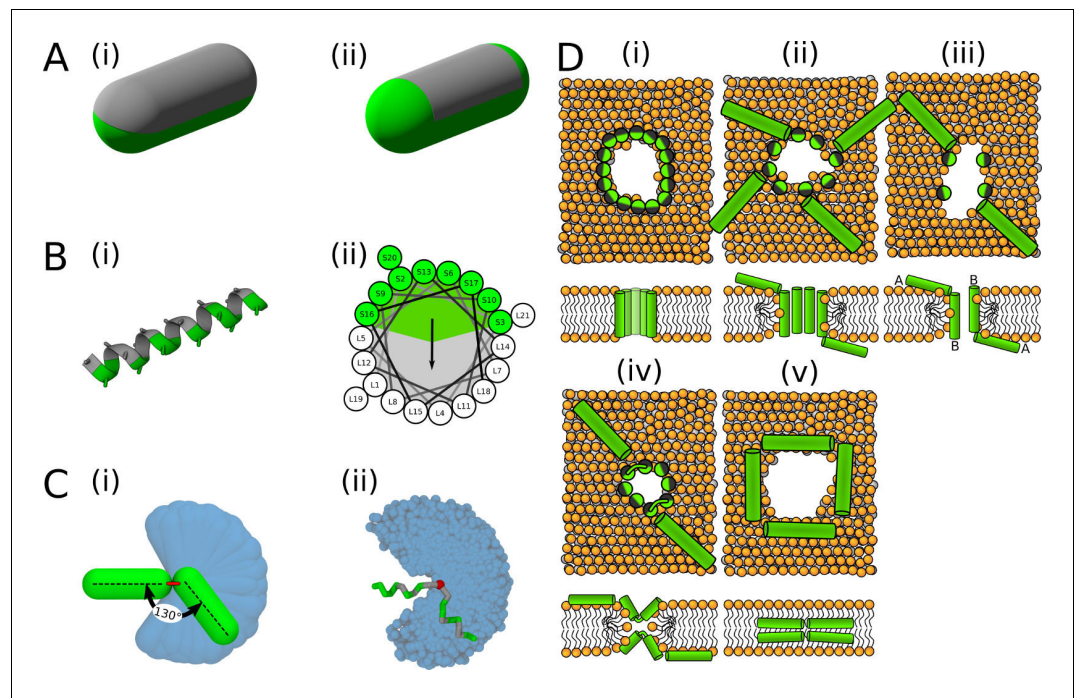 A (i) (ii)
D (i) (ii) (iii)
B (i) (ii)
S20
S2 S13 S6
S9 S17
S16 S10
S3 L21
L5 L14
L12 L7
L1 L18
L19 L8 L11
L15 L4
A B
B A
(iv) (v)
C (i) (ii)
130°